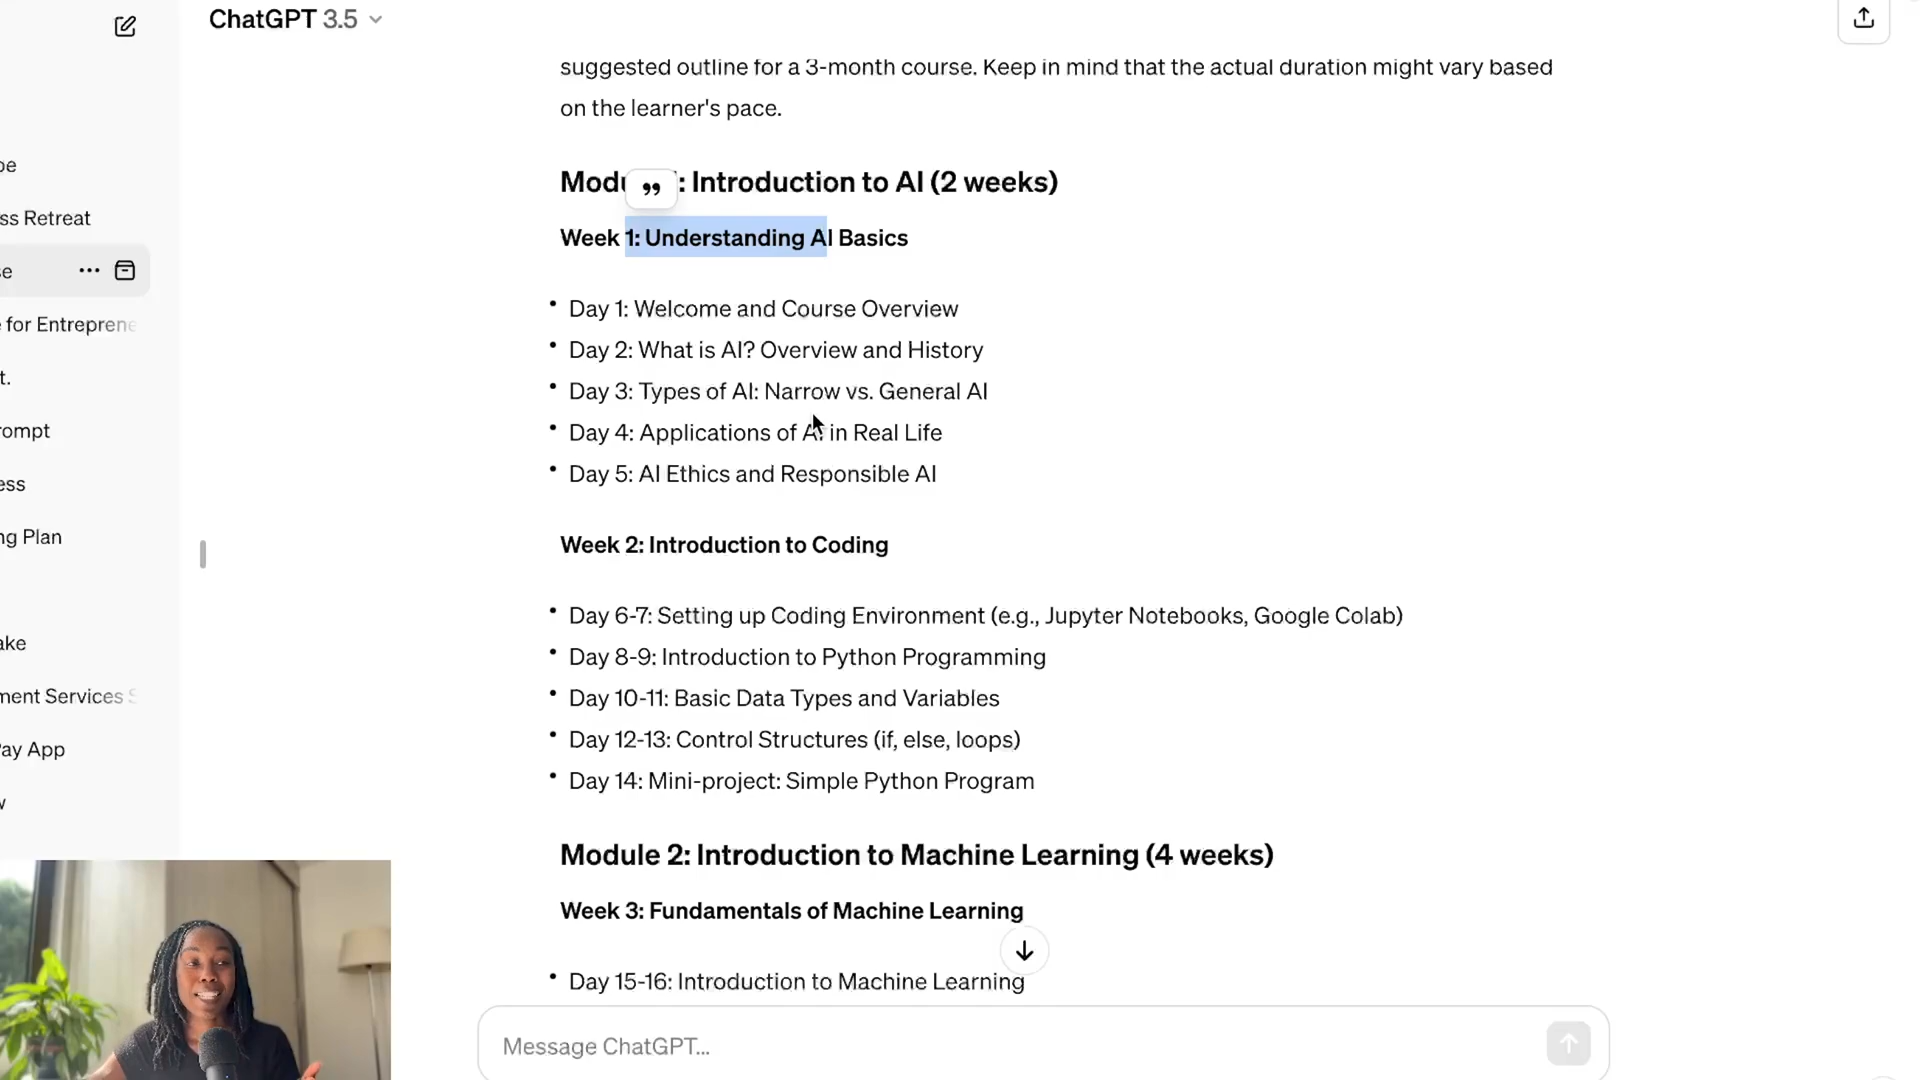 ChatGPT 3.5
suggested outline for a 3-month course. Keep in mind that the actual duration might vary based
on the learner's pace.
: Introduction to AI (2 weeks)
Week 1: Understanding AI Basics
• Day 1: Welcome and Course Overview
• Day 2: What is AI? Overview and History
• Day 3: Types of AI: Narrow vs. General AI
• Day 4: Applications of AI in Real Life
• Day 5: AI Ethics and Responsible AI
Week 2: Introduction to Coding
• Day 6-7: Setting up Coding Environment (e.g., Jupyter Notebooks, Google Colab)
• Day 8-9: Introduction to Python Programming
• Day 10-11: Basic Data Types and Variables
• Day 12-13: Control Structures (if, else, loops)
• Day 14: Mini-project: Simple Python Program
Module 2: Introduction to Machine Learning (4 weeks)
Week 3: Fundamentals of Machine Learning
• Day 15-16: Introduction to Machine Learning
Message ChatGPT...
ss Retreat
for Entreprene
t.
ompt
ess
ng Plan
ake
ment Services
ay App